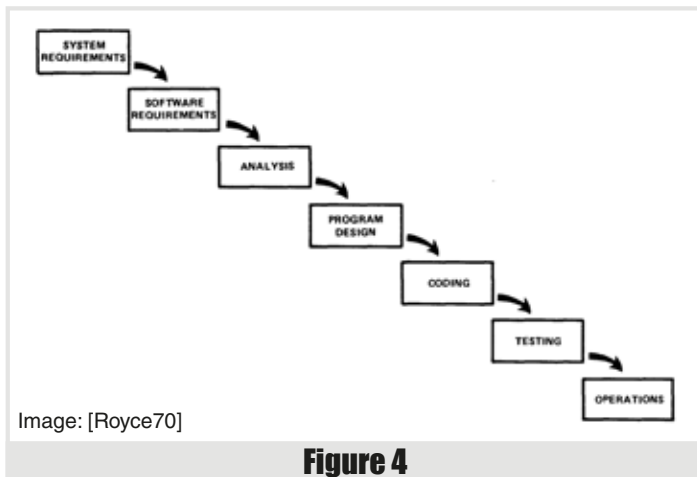 SYSTEM
REQUIREMENTS
SOFTWARE
REQUIREMENTS
ANALYSIS
PROGRAM
DESIGN
CODING
TESTING
OPERATIONS
Image: [Royce70]
Figure 4